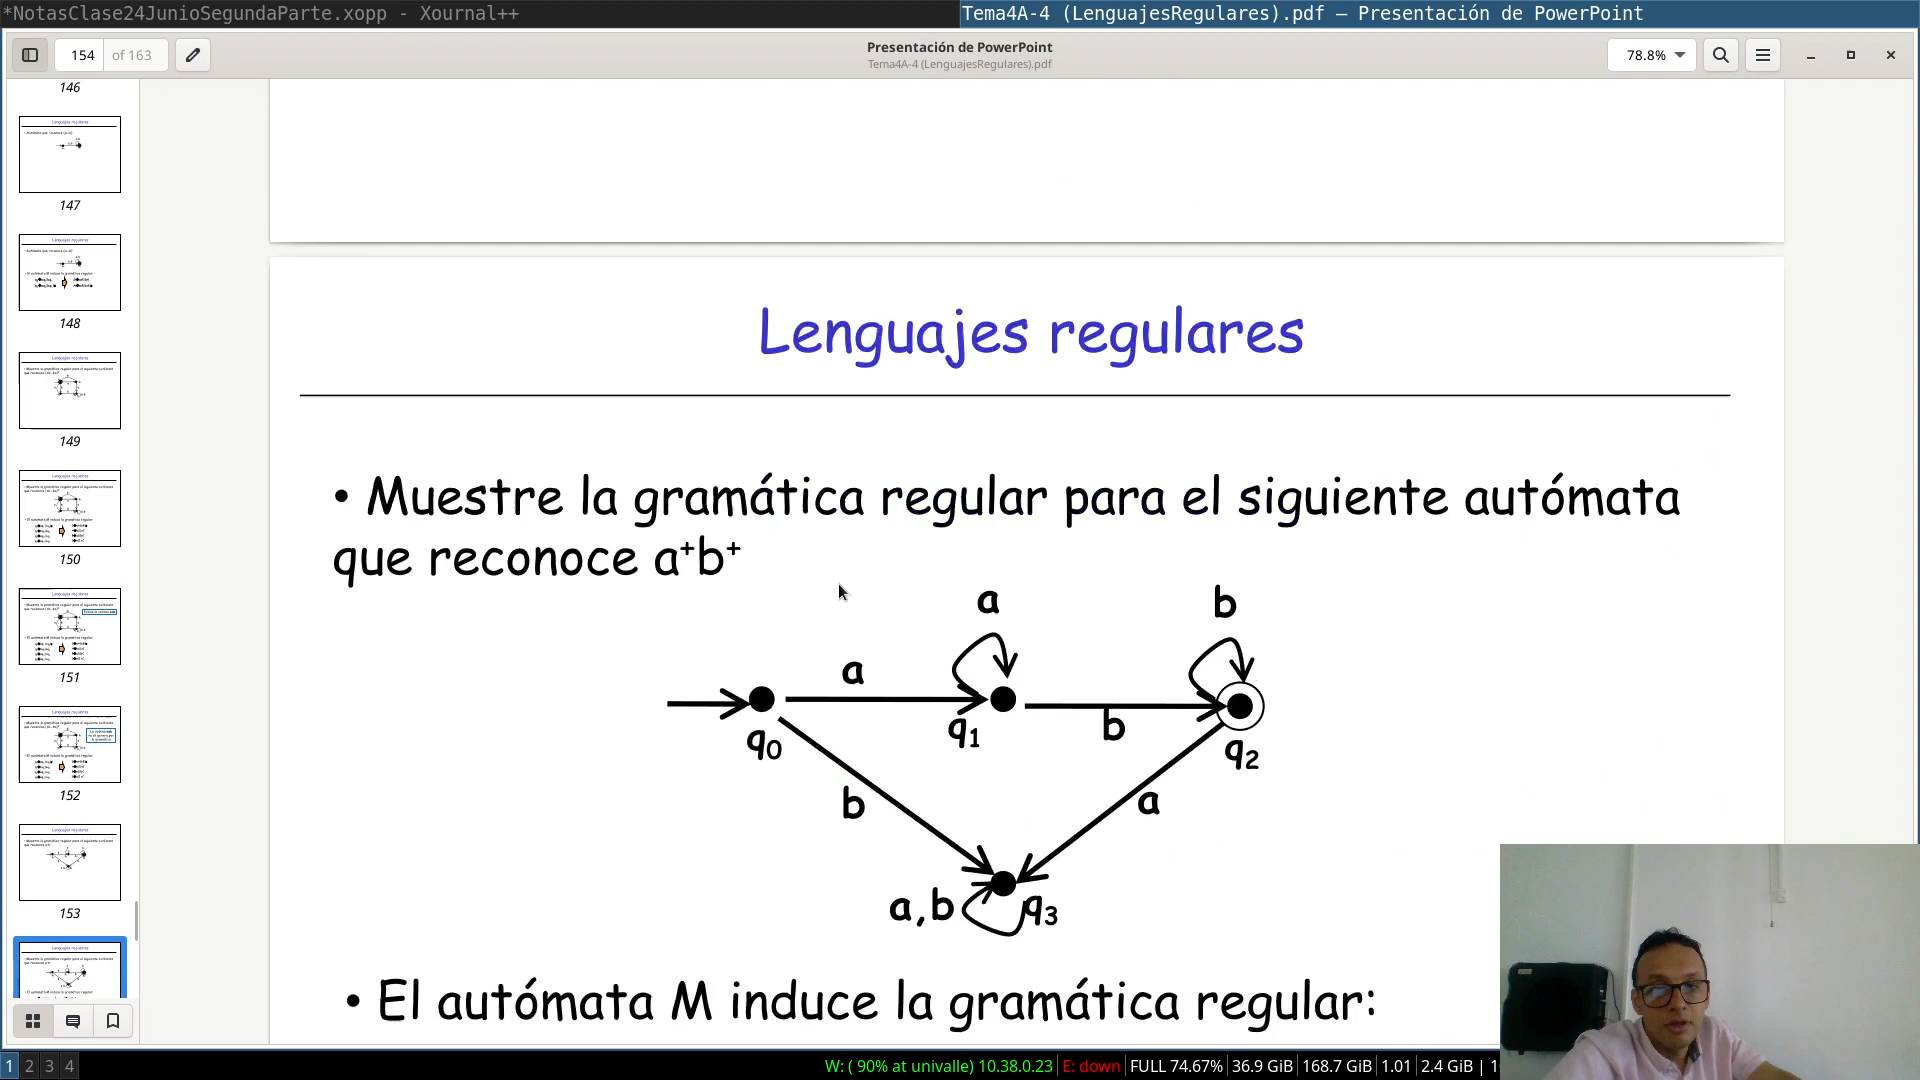 *NotasClase24JunioSegundaParte.xopp - Xournal++
Tema4A-4 (LenguajesRegulares).pdf — Presentación de PowerPoint
154 of 163
Presentación de PowerPoint
Tema4A-4 (LenguajesRegulares).pdf
78.8%
146
147
148
149
150
151
152
153
Lenguajes regulares
• Muestre la gramática regular para el siguiente autómata
que reconoce a⁺b⁺
a
b
a
q₀
q₁
b
q₂
b
a
a,b
q₃
• El autómata M induce la gramática regular:
1 2 3 4
W: ( 90% at univalle) 10.38.0.23 | E: down | FULL 74.67% | 36.9 GiB | 168.7 GiB | 1.01 | 2.4 GiB | 1